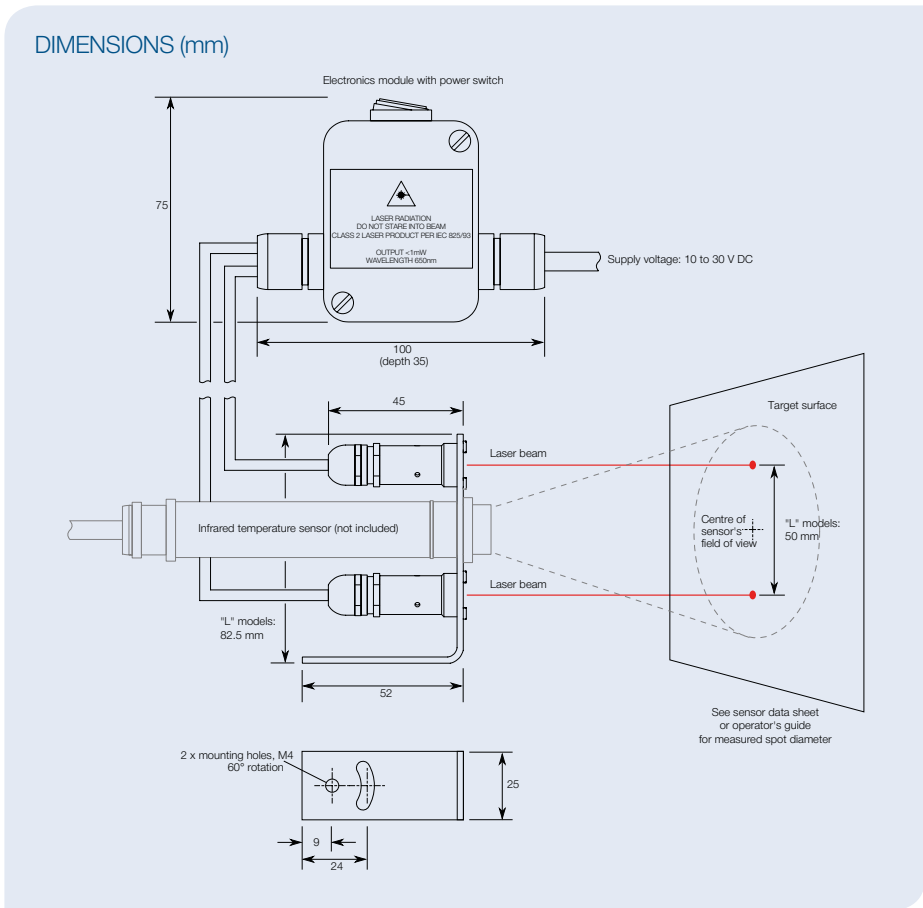 DIMENSIONS (mm)
Electronics module with power switch
75
LASER RADIATION
DO NOT STARE INTO BEAM
CLASS 2 LASER PRODUCT PER IEC 825/93
OUTPUT <1mW
WAVELENGTH 650nm
Supply voltage: 10 to 30 V DC
100
(depth 35)
45
Target surface
Laser beam
Infrared temperature sensor (not included)
Centre of
sensor's
field of view
"L" models:
50 mm
Laser beam
"L" models:
82.5 mm
52
See sensor data sheet
or operator's guide
for measured spot diameter
2 x mounting holes, M4
60° rotation
25
9
24